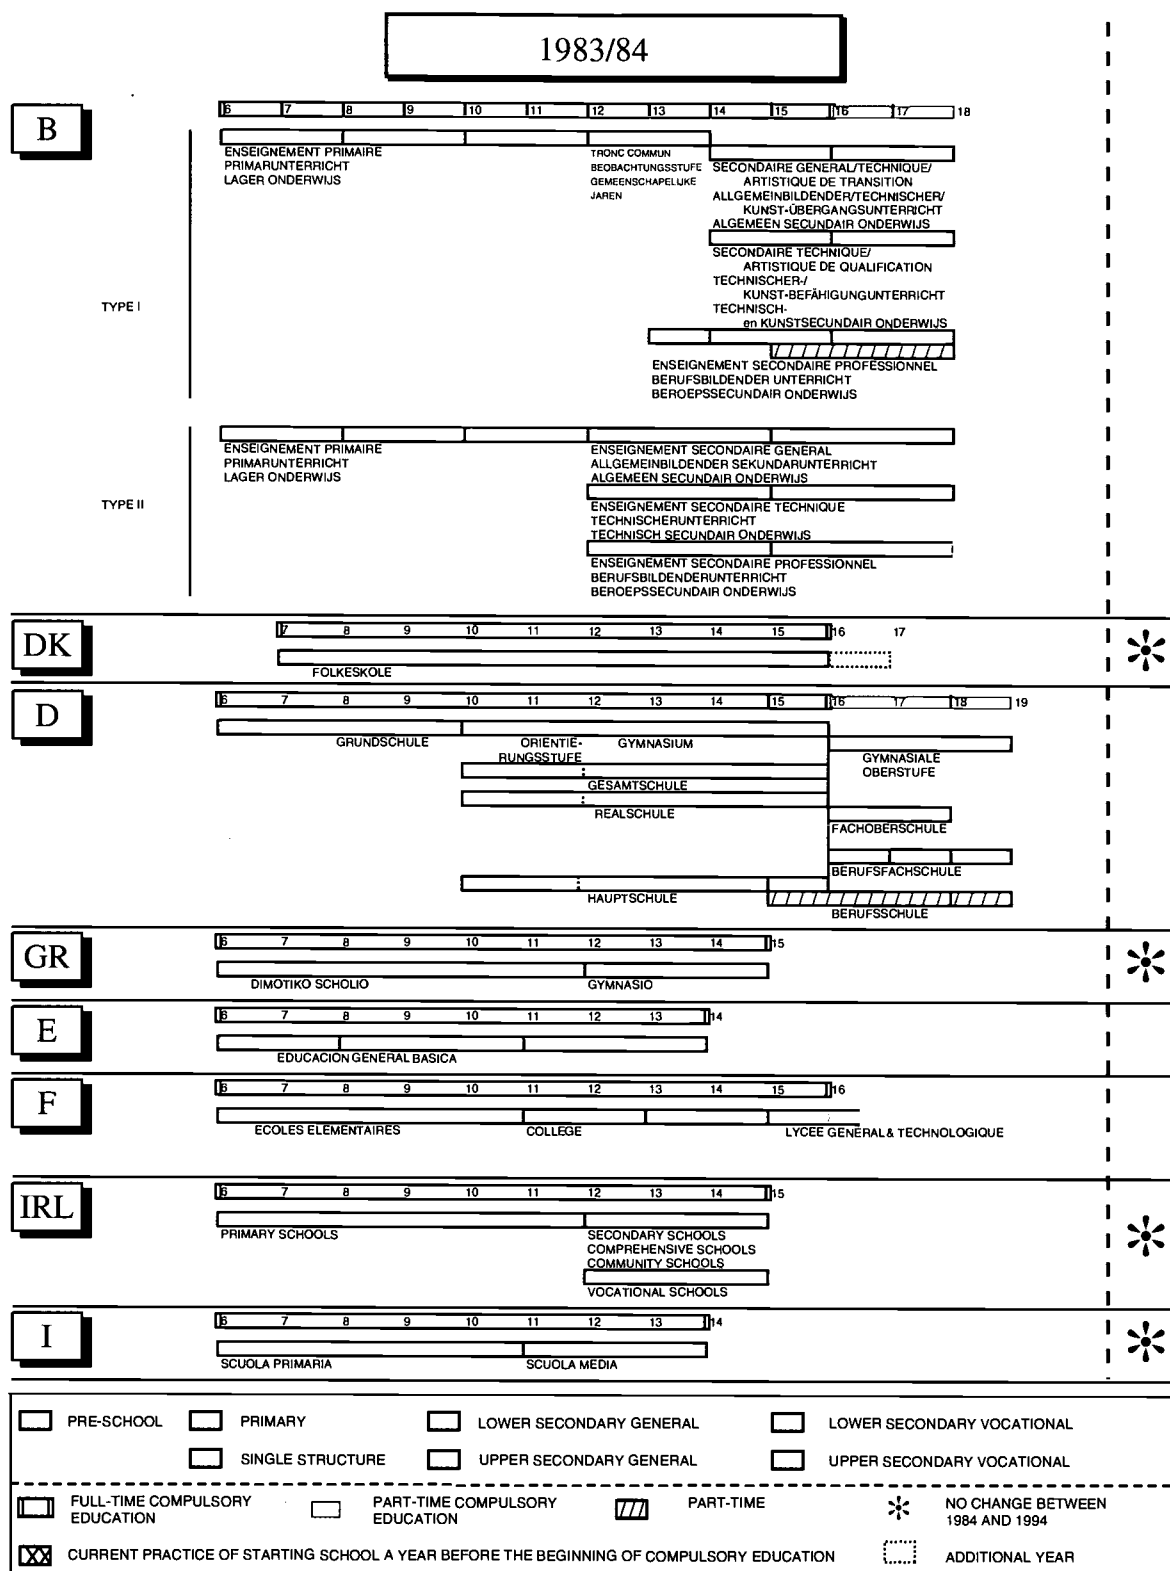 1983/84
B
6 7 8 9 10 11 12 13 14 15 16 17 18
TYPE I
ENSEIGNEMENT PRIMAIRE
PRIMARUNTERRICHT
LAGER ONDERWIJS
TRONC COMMUN
BEOBACHTUNGSSTUFE
GEMEENSCHAPELIJKE
JAREN
SECONDAIRE GENERAL/TECHNIQUE/
ARTISTIQUE DE TRANSITION
ALLGEMEINBILDENDER/TECHNISCHER/
KUNST-ÜBERGANGSUNTERRICHT
ALGEMEEN SECUNDAIR ONDERWIJS
SECONDAIRE TECHNIQUE/
ARTISTIQUE DE QUALIFICATION
TECHNISCHER-/
KUNST-BEFÄHIGUNGUNTERRICHT
TECHNISCH-
en KUNSTSECUNDAIR ONDERWIJS
ENSEIGNEMENT SECONDAIRE PROFESSIONNEL
BERUFSBILDENDER UNTERRICHT
BEROEPSSECUNDAIR ONDERWIJS
TYPE II
ENSEIGNEMENT PRIMAIRE
PRIMARUNTERRICHT
LAGER ONDERWIJS
ENSEIGNEMENT SECONDAIRE GENERAL
ALLGEMEINBILDENDER SEKUNDARUNTERRICHT
ALGEMEEN SECUNDAIR ONDERWIJS
ENSEIGNEMENT SECONDAIRE TECHNIQUE
TECHNISCHERUNTERRICHT
TECHNISCH SECUNDAIR ONDERWIJS
ENSEIGNEMENT SECONDAIRE PROFESSIONNEL
BERUFSBILDENDERUNTERRICHT
BEROEPSSECUNDAIR ONDERWIJS
DK
7 8 9 10 11 12 13 14 15 16 17
FOLKESKOLE
D
6 7 8 9 10 11 12 13 14 15 16 17 18 19
GRUNDSCHULE
ORIENTIE-
RUNGSSTUFE
GYMNASIUM
GYMNASIALE
OBERSTUFE
GESAMTSCHULE
REALSCHULE
FACHOBERSCHULE
BERUFSFACHSCHULE
HAUPTSCHULE
BERUFSSCHULE
GR
6 7 8 9 10 11 12 13 14 15
DIMOTIKO SCHOLIO
GYMNASIO
E
6 7 8 9 10 11 12 13 14
EDUCACION GENERAL BASICA
F
6 7 8 9 10 11 12 13 14 15 16
ECOLES ELEMENTAIRES
COLLEGE
LYCEE GENERAL & TECHNOLOGIQUE
IRL
6 7 8 9 10 11 12 13 14 15
PRIMARY SCHOOLS
SECONDARY SCHOOLS
COMPREHENSIVE SCHOOLS
COMMUNITY SCHOOLS
VOCATIONAL SCHOOLS
I
6 7 8 9 10 11 12 13 14
SCUOLA PRIMARIA
SCUOLA MEDIA
PRE-SCHOOL PRIMARY LOWER SECONDARY GENERAL LOWER SECONDARY VOCATIONAL
SINGLE STRUCTURE UPPER SECONDARY GENERAL UPPER SECONDARY VOCATIONAL
FULL-TIME COMPULSORY
EDUCATION
PART-TIME COMPULSORY
EDUCATION
PART-TIME
NO CHANGE BETWEEN
1984 AND 1994
CURRENT PRACTICE OF STARTING SCHOOL A YEAR BEFORE THE BEGINNING OF COMPULSORY EDUCATION
ADDITIONAL YEAR